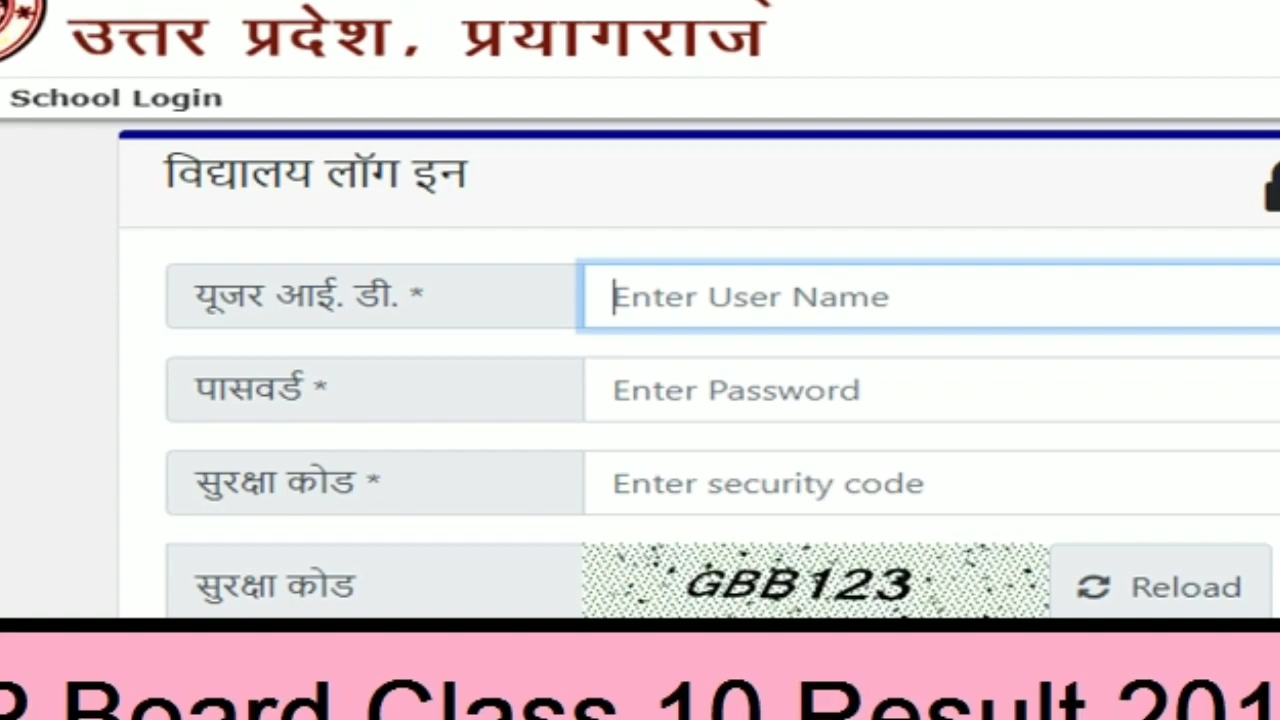 उत्तर प्रदेश, प्रयागराज
School Login
विद्यालय लॉग इन
यूजर आई. डी. * Enter User Name
पासवर्ड * Enter Password
सुरक्षा कोड * Enter security code
सुरक्षा कोड GBB123 Reload
Board Class 10 Result